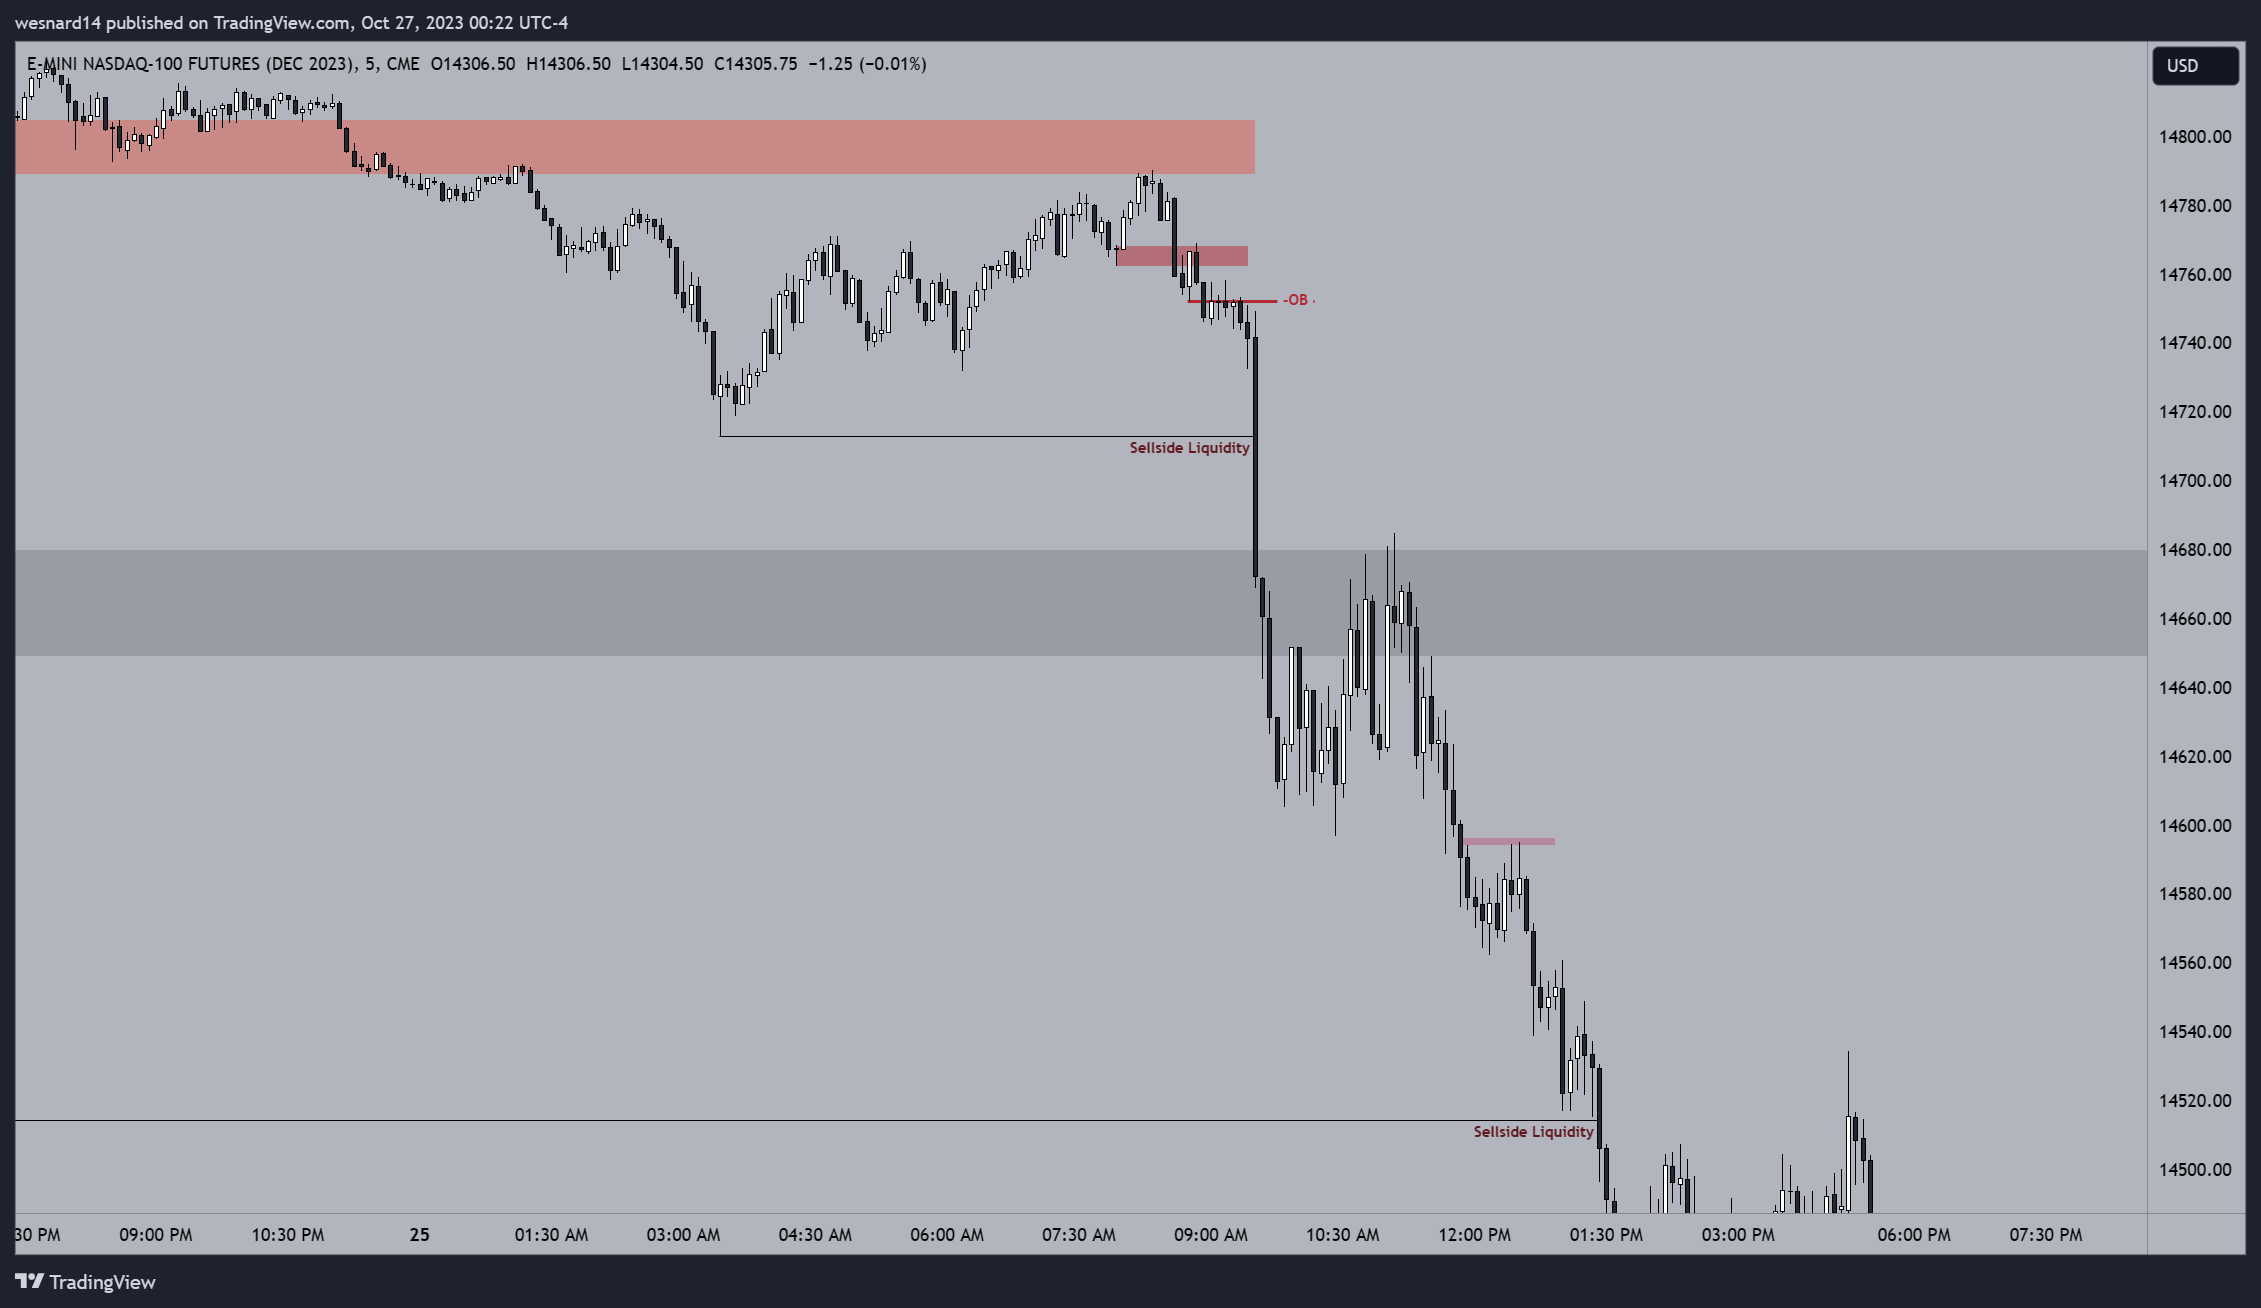 wesnard14 published on TradingView.com, Oct 27, 2023 00:22 UTC-4
E-MINI NASDAQ-100 FUTURES (DEC 2023), 5, CME O14306.50 H14306.50 L14304.50 C14305.75 −1.25 (−0.01%)
USD
14800.00
14780.00
14760.00
-OB .
14740.00
14720.00
Sellside Liquidity
14700.00
14680.00
14660.00
14640.00
14620.00
14600.00
14580.00
14560.00
14540.00
14520.00
Sellside Liquidity
14500.00
30 PM 09:00 PM 10:30 PM 25 01:30 AM 03:00 AM 04:30 AM 06:00 AM 07:30 AM 09:00 AM 10:30 AM 12:00 PM 01:30 PM 03:00 PM 06:00 PM 07:30 PM
TradingView